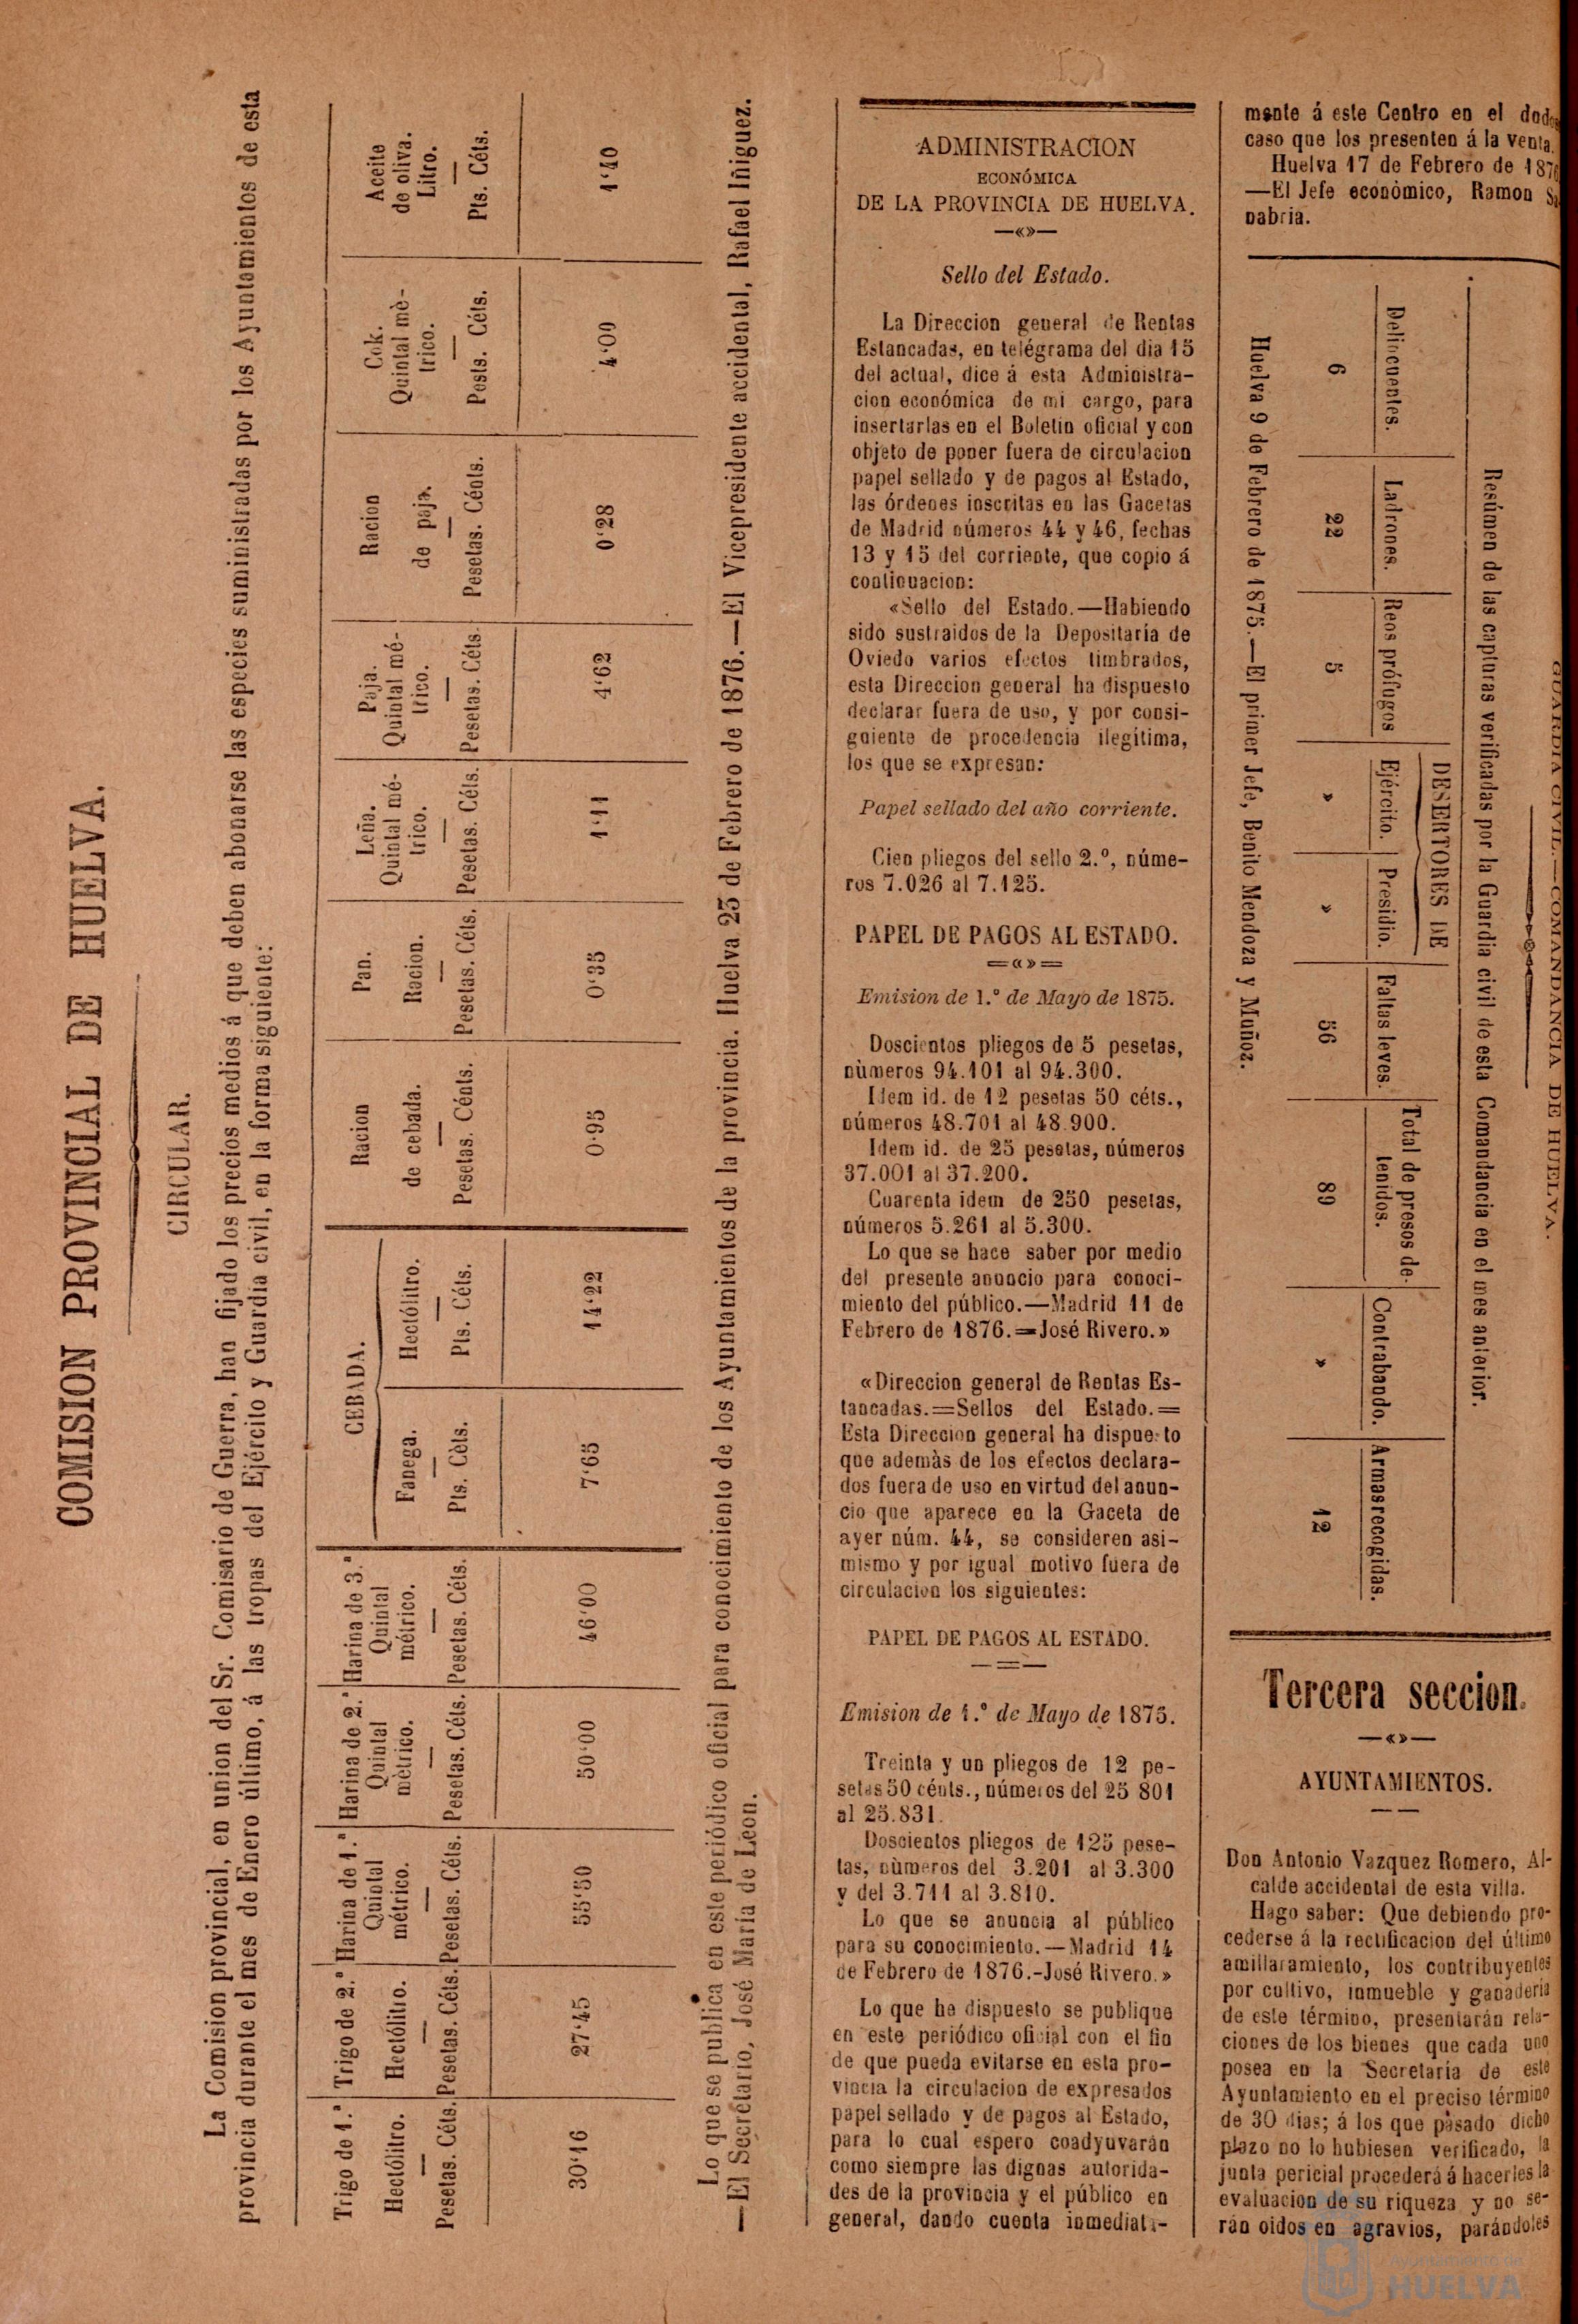 COMISION PROVINCIAL DE HUELVA.
CIRCULAR.
La Comision provincial, en union del Sr. Comisario de Guerra, han fijado los precios medios á que deben abonarse las especies suministradas por los Ayuntamientos de esta
provincia durante el mes de Enero último, á las tropas del Ejército y Guardia civil, en la forma siguiente:
Trigo de 1.ª
Hectólitro.
Pesetas. Céts.
30'16
Trigo de 2.ª
Hectólitro.
Pesetas. Céts.
27'45
Harina de 1.ª
Quintal
métrico.
Pesetas. Céts.
55'50
Harina de 2.ª
Quintal
mètrico.
Pesetas. Céts.
50'00
Harina de 3.ª
Quintal
métrico.
Pesetas. Céts.
46'00
CEBADA.
Fanega.
Pts. Cèts.
7'65
Hectólitro.
Pts. Céts.
14'22
Racion
de cebada.
Pesetas. Cénts.
0'95
Pan.
Racion.
Pesetas. Céts.
0'35
Leña.
Quintal mé-
trico.
Pesetas. Céts.
1'11
Paja.
Quintal mé-
trico.
Pesetas. Céts.
4'62
Racion
de paja.
Pesetas. Cénts.
0'28
Cok.
Quintal mè-
trico.
Pests. Céts.
4'00
Aceite
de oliva.
Litro.
Pts. Céts.
1'40
Lo que se publica en este periódico oficial para conocimiento de los Ayuntamientos de la provincia. Huelva 23 de Febrero de 1876.—El Vicepresidente accidental, Rafael Iñiguez.
—El Secretario, José María de Leon.
ADMINISTRACION
ECONÓMICA
DE LA PROVINCIA DE HUELVA.
—«»—
Sello del Estado.
La Direccion general de Rentas
Estancadas, en telégrama del dia 15
del actual, dice á esta Administra-
cion económica de mi cargo, para
insertarlas en el Boletin oficial y con
objeto de poner fuera de circulacion
papel sellado y de pagos al Estado,
las órdenes inscritas en las Gacetas
de Madrid números 44 y 46, fechas
13 y 15 del corriente, que copio á
continuacion:
«Sello del Estado.—Habiendo
sido sustraidos de la Depositaría de
Oviedo varios efectos timbrados,
esta Direccion general ha dispuesto
declarar fuera de uso, y por consi-
guiente de procedencia ilegítima,
los que se expresan:
Papel sellado del año corriente.
Cien pliegos del sello 2.º, núme-
ros 7.026 al 7.125.
PAPEL DE PAGOS AL ESTADO.
=«»=
Emision de 1.º de Mayo de 1875.
Doscientos pliegos de 5 pesetas,
nùmeros 94.101 al 94.300.
Idem id. de 12 pesetas 50 céts.,
números 48.701 al 48.900.
Idem id. de 25 pesetas, números
37.001 al 37.200.
Cuarenta idem de 250 pesetas,
números 5.261 al 5.300.
Lo que se hace saber por medio
del presente anuncio para conoci-
miento del público.—Madrid 11 de
Febrero de 1876.=José Rivero.»
«Direccion general de Rentas Es-
tancadas.=Sellos del Estado.=
Esta Direccion general ha dispuesto
que ademàs de los efectos declara-
dos fuera de uso en virtud del anun-
cio que aparece en la Gaceta de
ayer núm. 44, se consideren asi-
mismo y por igual motivo fuera de
circulacion los siguientes:
PAPEL DE PAGOS AL ESTADO.
Emision de 1.º de Mayo de 1875.
Treinta y un pliegos de 12 pe-
setas 50 cénts., números del 25 801
al 25.831.
Doscientos pliegos de 125 pese-
tas, nùmeros del 3.201 al 3.300
y del 3.711 al 3.810.
Lo que se anuncia al público
para su conocimiento.—Madrid 14
de Febrero de 1876.-José Rivero.»
Lo que he dispuesto se publique
en este periódico oficial con el fin
de que pueda evitarse en esta pro-
vincia la circulacion de expresados
papel sellado y de pagos al Estado,
para lo cual espero coadyuvarán
como siempre las dignas autorida-
des de la provincia y el público en
general, dando cuenta inmediata-
mente á este Centro en el
caso que los presenten á la venta.
Huelva 17 de Febrero de 1876
—El Jefe econòmico, Ramon Sa
nabria.
GUARDIA CIVIL.—COMANDANCIA DE HUELVA.
Resúmen de las capturas verificadas por la Guardia civil de esta Comandancia en el mes anterior.
Delincuentes.
6
Ladrones.
22
Reos prófugos
5
DESERTORES DE
Ejército.
»
Presidio.
»
Faltas leves.
56
Total de presos de-
tenidos.
89
Contrabando.
»
Armas recogidas.
12
Huelva 9 de Febrero de 1875.—El primer Jefe, Benito Mendoza y Muñoz.
Tercera seccion.
—«»—
AYUNTAMIENTOS.
Don Antonio Vazquez Romero, Al-
calde accidental de esta villa.
Hago saber: Que debiendo pro-
cederse á la rectificacion del último
amillaramiento, los contribuyentes
por cultivo, inmueble y ganaderia
de este término, presentarán rela-
ciones de los bienes que cada uno
posea en la Secretaria de este
Ayuntamiento en el preciso término
de 30 dias; á los que pasado dicho
plazo no lo hubiesen verificado, la
junta pericial procederá á hacerles la
evaluacion de su riqueza y no se-
rán oidos en agravios, parándoles
Ayuntamiento de
HUELVA